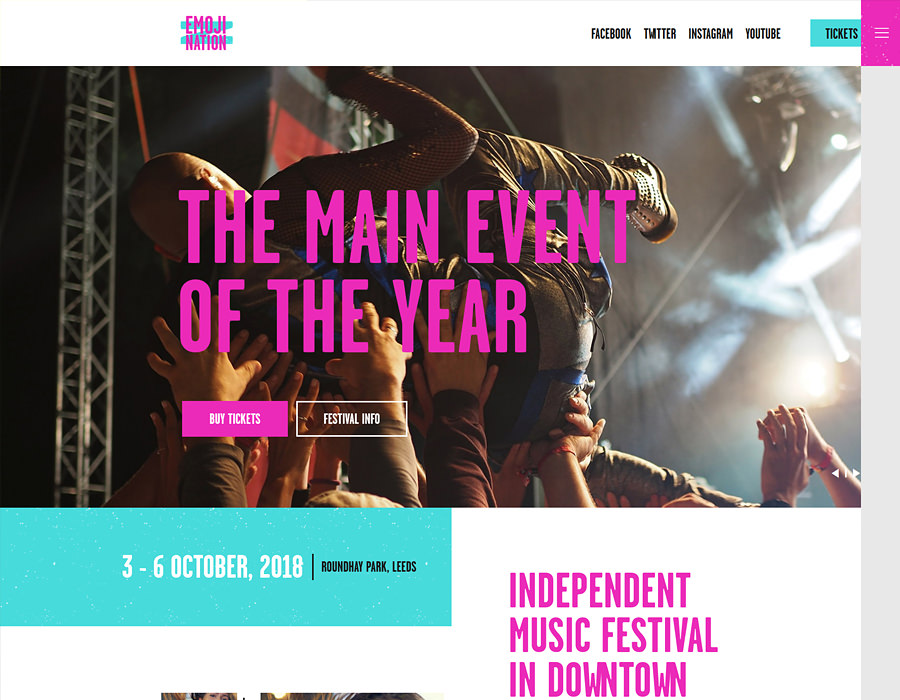 EMOJI
NATION
FACEBOOK TWITTER INSTAGRAM YOUTUBE
TICKETS
THE MAIN EVENT
OF THE YEAR
BUY TICKETS
FESTIVAL INFO
3 - 6 OCTOBER, 2018
ROUNDHAY PARK, LEEDS
INDEPENDENT
MUSIC FESTIVAL
IN DOWNTOWN